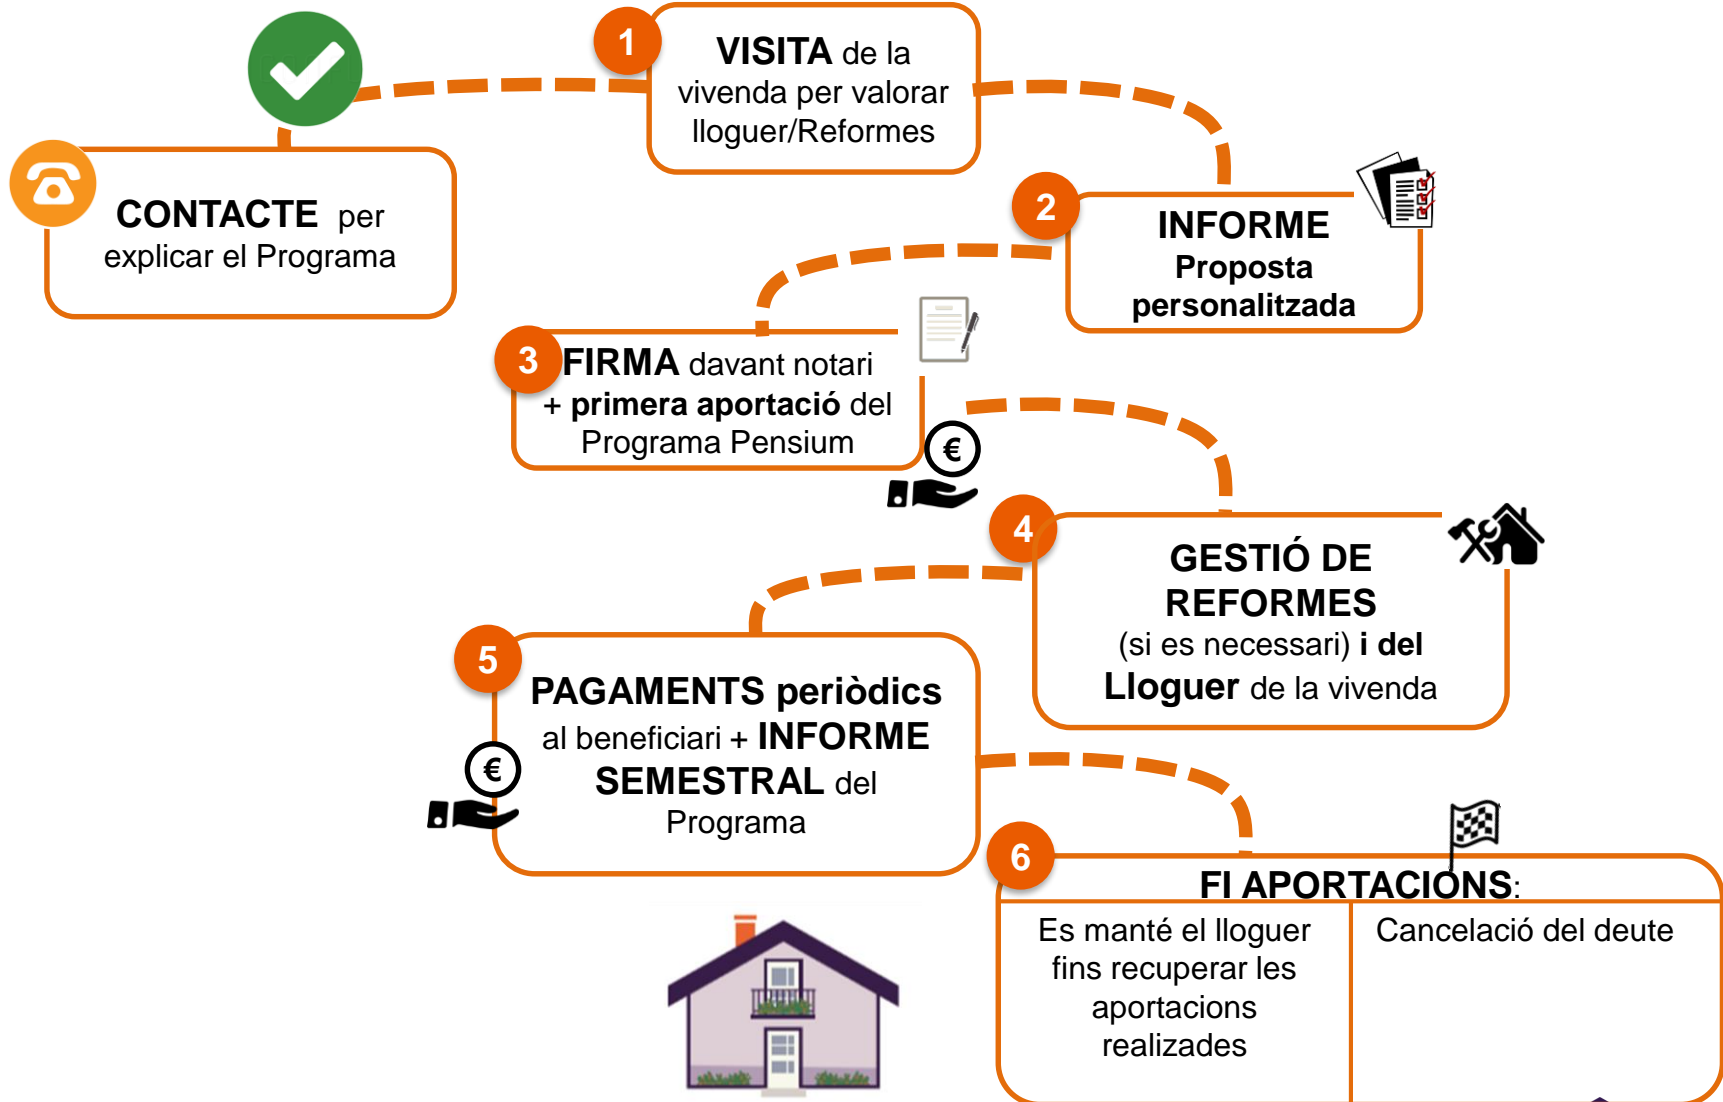 CONTACTE per
explicar el Programa
1
VISITA de la
vivenda per valorar
lloguer/Reformes
2
INFORME
Proposta
personalitzada
3
FIRMA davant notari
+ primera aportació del
Programa Pensium
€
4
GESTIÓ DE
REFORMES
(si es necessari) i del
Lloguer de la vivenda
5
PAGAMENTS periòdics
al beneficiari + INFORME
SEMESTRAL del
Programa
€
6
FI APORTACIONS:
Es manté el lloguer
fins recuperar les
aportacions
realizades
Cancelació del deute